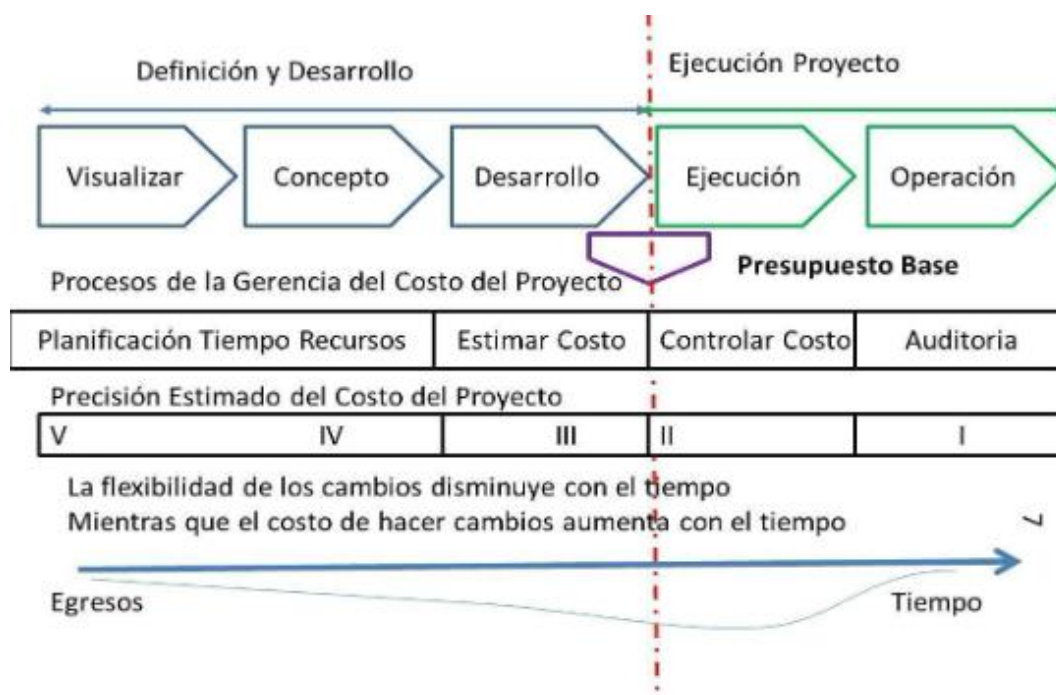 Definición y Desarrollo
Ejecución Proyecto
Visualizar
Concepto
Desarrollo
Ejecución
Operación
Presupuesto Base
Procesos de la Gerencia del Costo del Proyecto
Planificación Tiempo Recursos
Estimar Costo
Controlar Costo
Auditoria
Precisión Estimado del Costo del Proyecto
V
IV
III
II
I
La flexibilidad de los cambios disminuye con el tiempo
Mientras que el costo de hacer cambios aumenta con el tiempo
7
Egresos
Tiempo